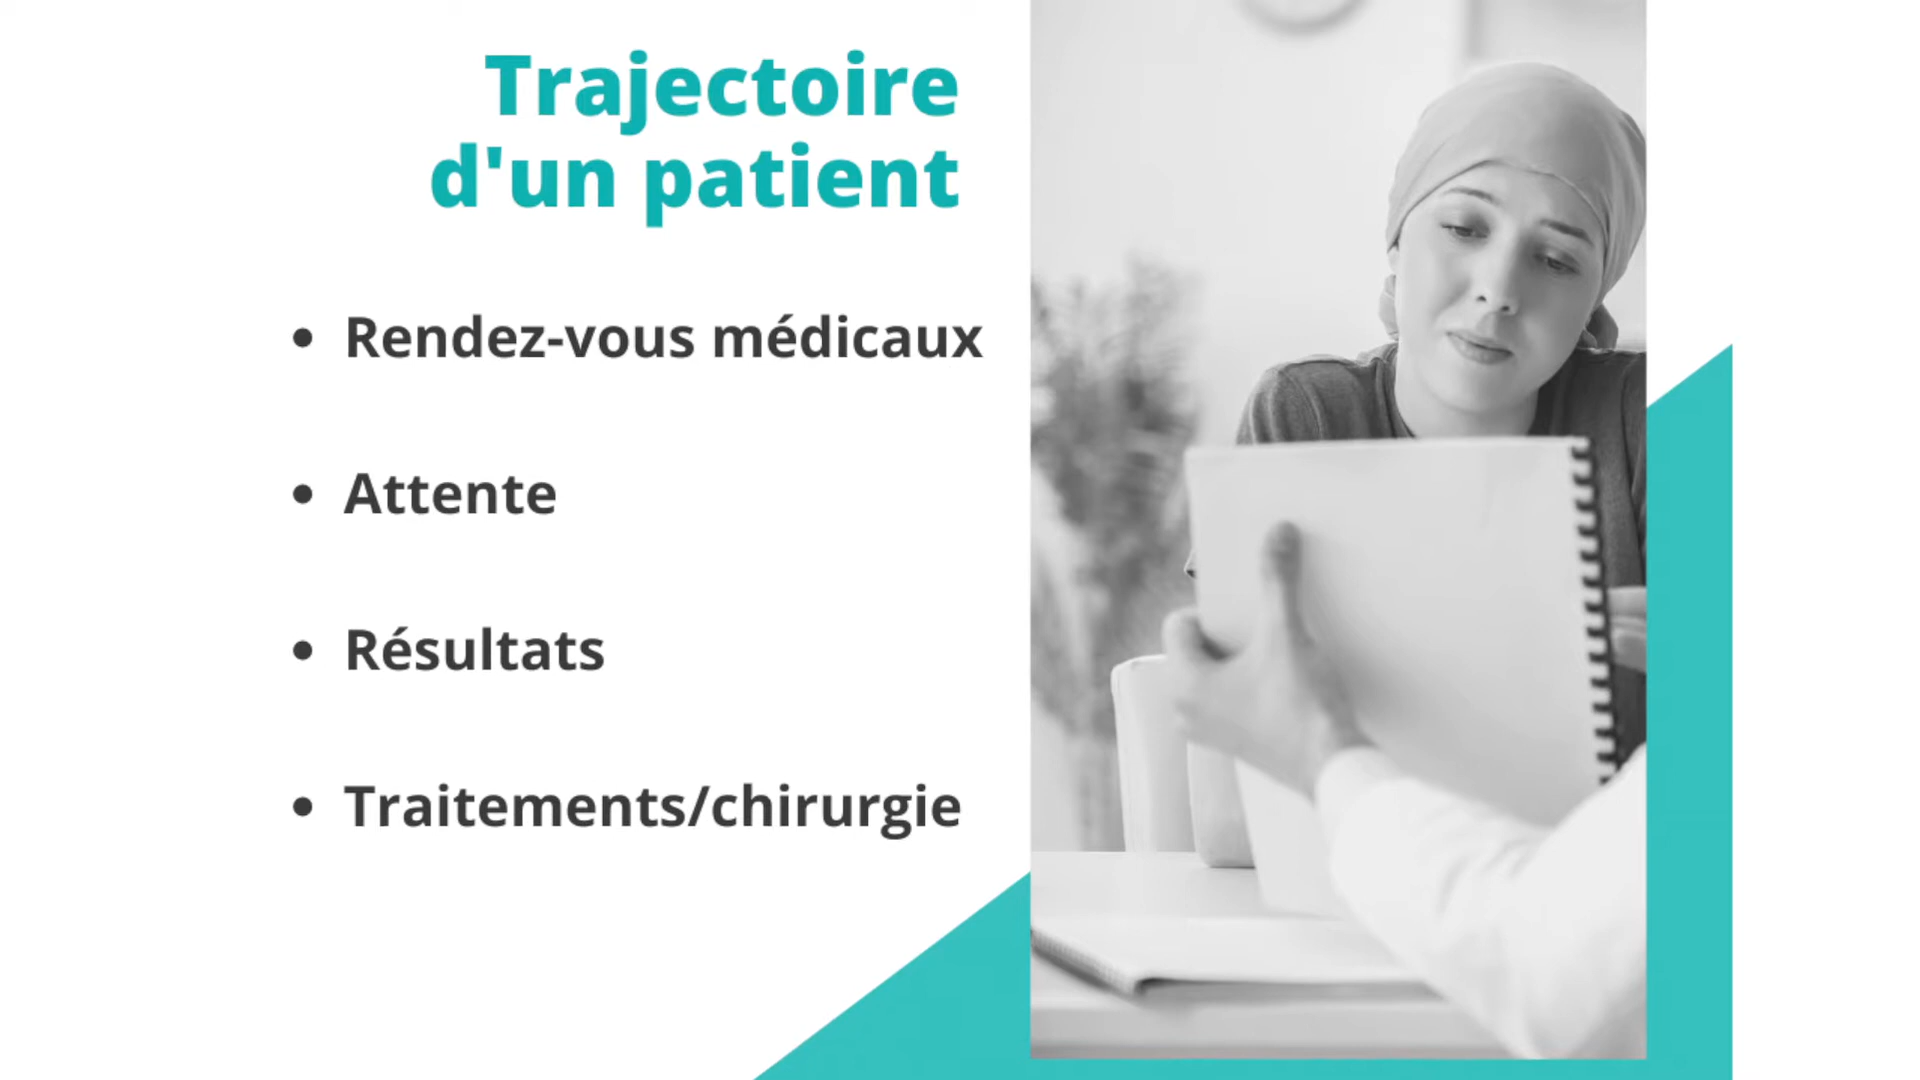 Trajectoire
d'un patient
• Rendez-vous médicaux
• Attente
• Résultats
• Traitements/chirurgie